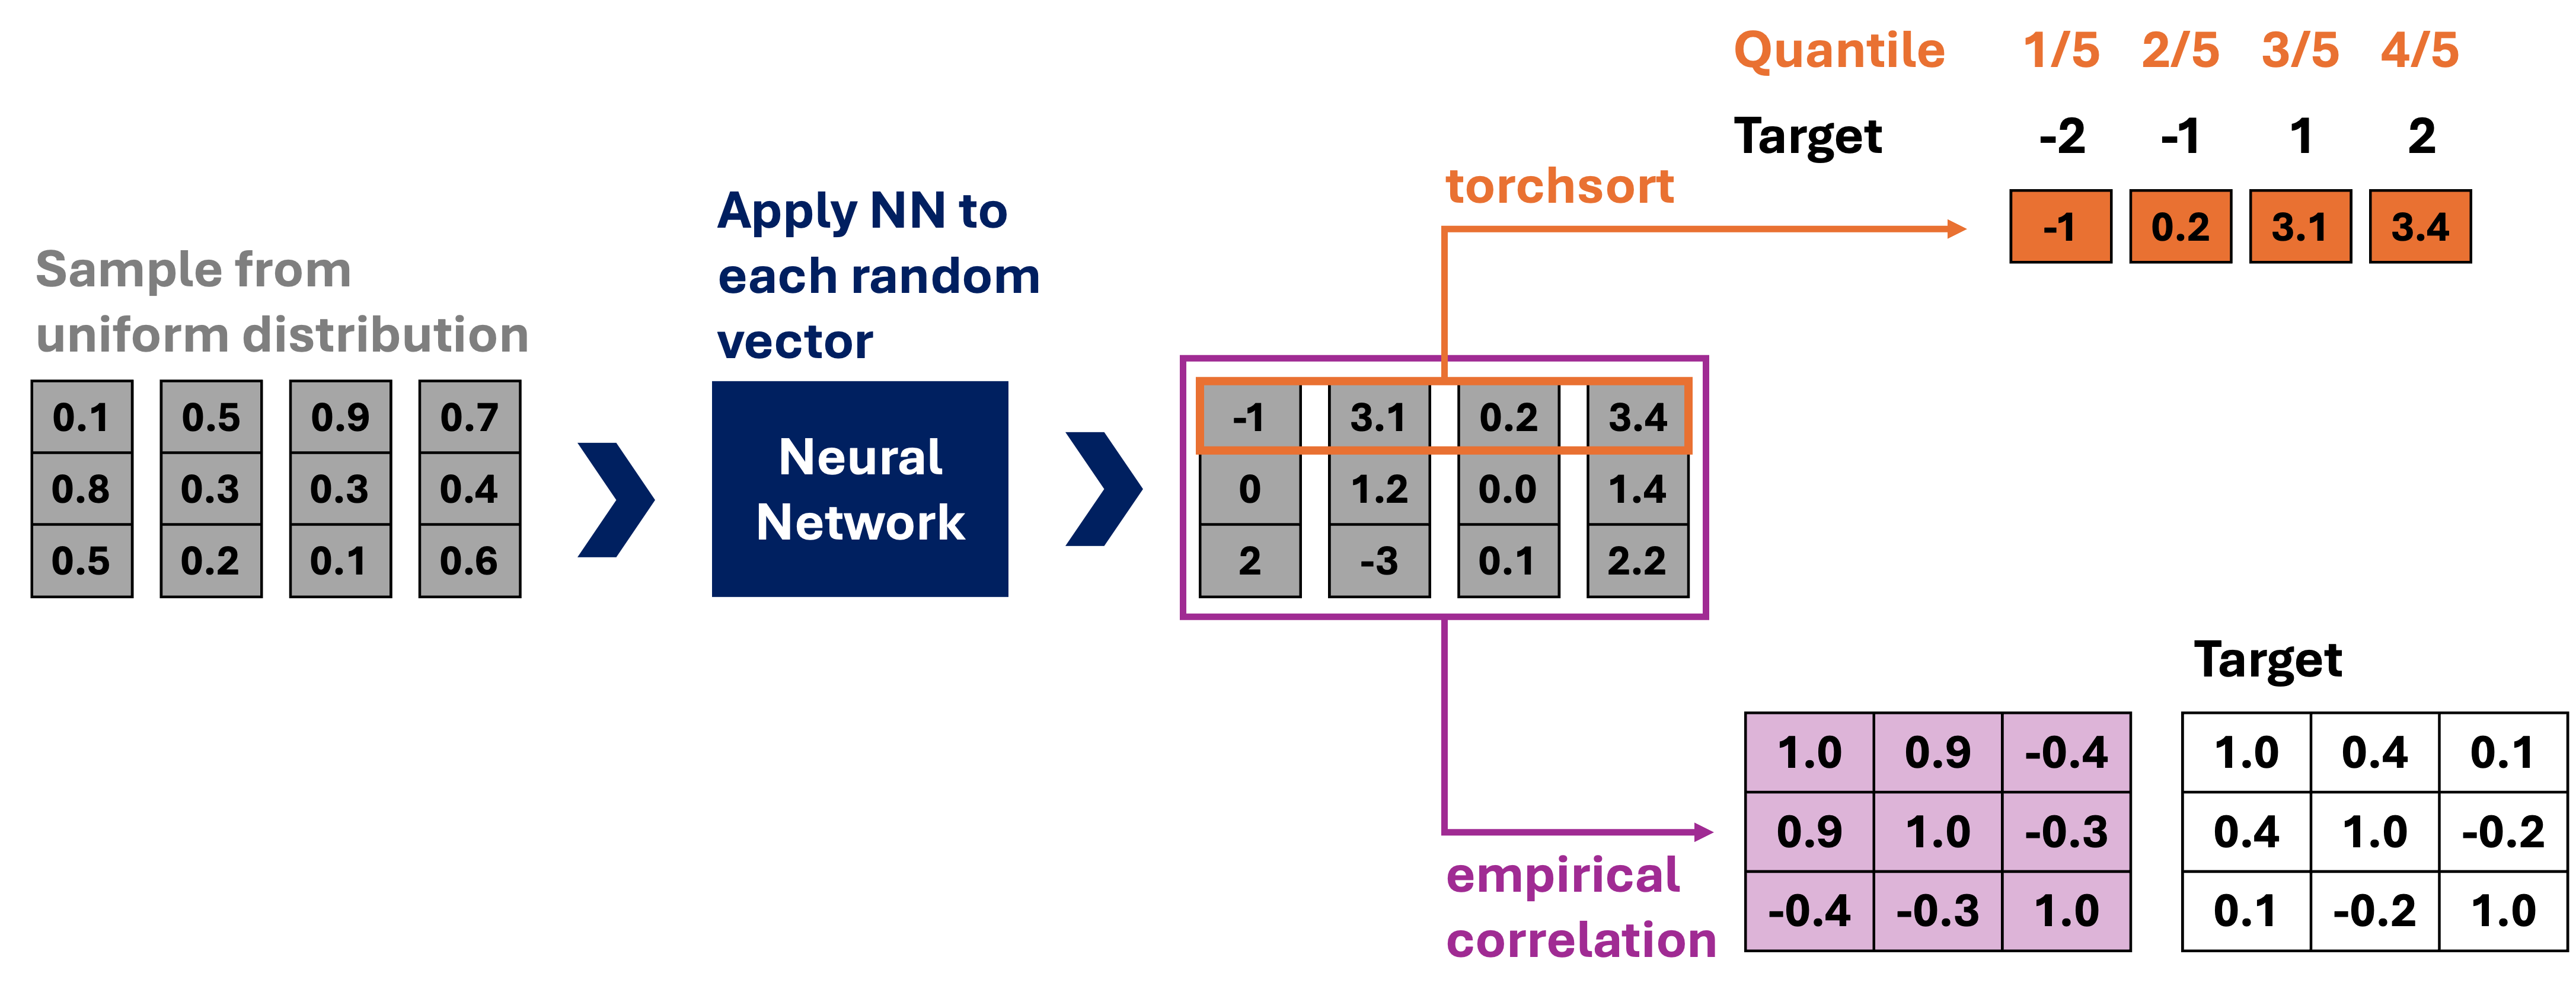 Sample from
uniform distribution
0.1 0.5 0.9 0.7
0.8 0.3 0.3 0.4
0.5 0.2 0.1 0.6
Apply NN to
each random
vector
Neural
Network
-1 3.1 0.2 3.4
0 1.2 0.0 1.4
2 -3 0.1 2.2
torchsort
Quantile 1/5 2/5 3/5 4/5
Target -2 -1 1 2
-1 0.2 3.1 3.4
empirical
correlation
1.0 0.9 -0.4
0.9 1.0 -0.3
-0.4 -0.3 1.0
Target
1.0 0.4 0.1
0.4 1.0 -0.2
0.1 -0.2 1.0